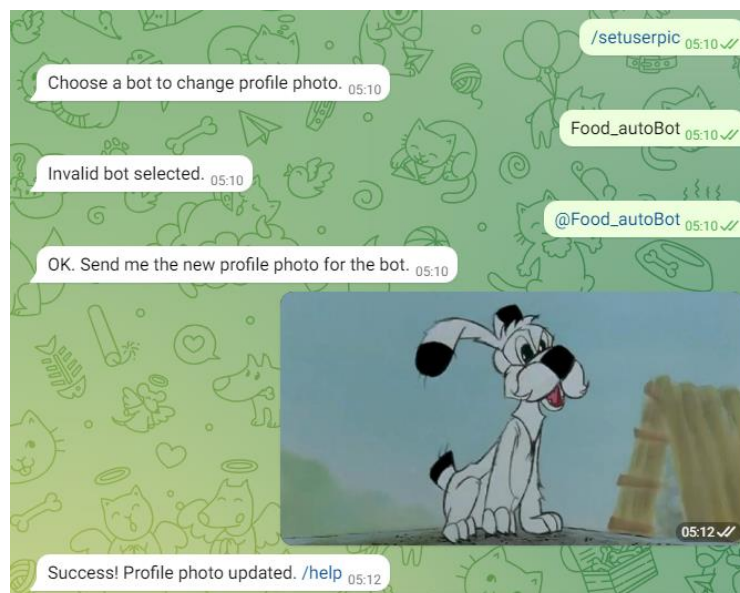 /setuserpic 05:10
Choose a bot to change profile photo. 05:10
Food_autoBot 05:10
Invalid bot selected. 05:10
@Food_autoBot 05:10
OK. Send me the new profile photo for the bot. 05:10
05:12
Success! Profile photo updated. /help 05:12